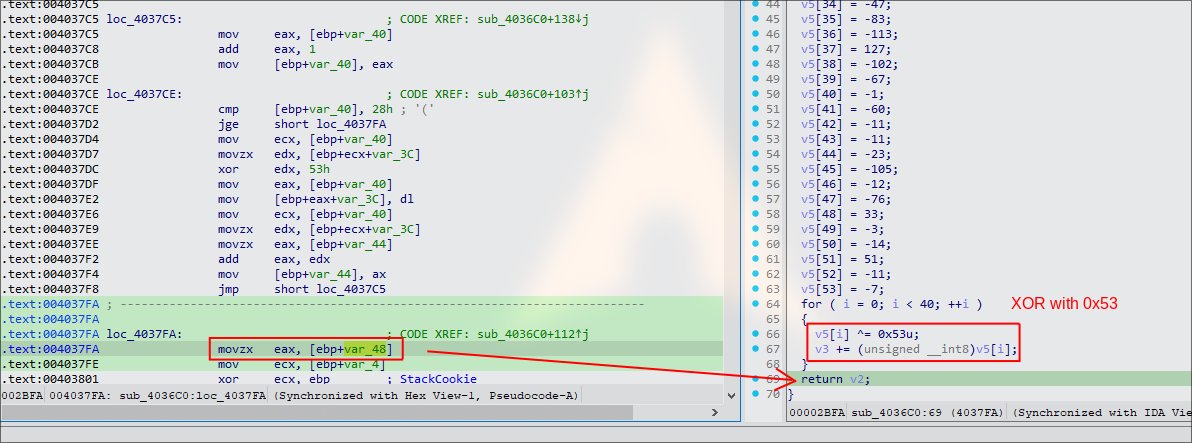 .text:004037C5
.text:004037C5 loc_4037C5: ; CODE XREF: sub_4036C0+138↓j
.text:004037C5 mov eax, [ebp+var_40]
.text:004037C8 add eax, 1
.text:004037CB mov [ebp+var_40], eax
.text:004037CE
.text:004037CE loc_4037CE: ; CODE XREF: sub_4036C0+103↑j
.text:004037CE cmp [ebp+var_40], 28h ; '('
.text:004037D2 jge short loc_4037FA
.text:004037D4 mov ecx, [ebp+var_40]
.text:004037D7 movzx edx, [ebp+ecx+var_3C]
.text:004037DC xor edx, 53h
.text:004037DF mov eax, [ebp+var_40]
.text:004037E2 mov [ebp+eax+var_3C], dl
.text:004037E6 mov ecx, [ebp+var_40]
.text:004037E9 movzx edx, [ebp+ecx+var_3C]
.text:004037EE movzx eax, [ebp+var_44]
.text:004037F2 add eax, edx
.text:004037F4 mov [ebp+var_44], ax
.text:004037F8 jmp short loc_4037C5
.text:004037FA ; ---------------------------------------------------------------------------
.text:004037FA
.text:004037FA loc_4037FA: ; CODE XREF: sub_4036C0+112↑j
.text:004037FA movzx eax, [ebp+var_48]
.text:004037FE mov ecx, [ebp+var_4]
.text:00403801 xor ecx, ebp ; StackCookie
002BFA 004037FA: sub_4036C0:loc_4037FA (Synchronized with Hex View-1, Pseudocode-A)
44 v5[34] = -47;
45 v5[35] = -83;
46 v5[36] = -113;
47 v5[37] = 127;
48 v5[38] = -102;
49 v5[39] = -67;
50 v5[40] = -1;
51 v5[41] = -60;
52 v5[42] = -11;
53 v5[43] = -11;
54 v5[44] = -23;
55 v5[45] = -105;
56 v5[46] = -12;
57 v5[47] = -76;
58 v5[48] = 33;
59 v5[49] = -3;
60 v5[50] = -14;
61 v5[51] = 51;
62 v5[52] = -11;
63 v5[53] = -7;
64 for ( i = 0; i < 40; ++i )
65 {
66 v5[i] ^= 0x53u;
67 v3 += (unsigned __int8)v5[i];
68 }
69 return v2;
70 }
XOR with 0x53
00002BFA sub_4036C0:69 (4037FA) (Synchronized with IDA Vie